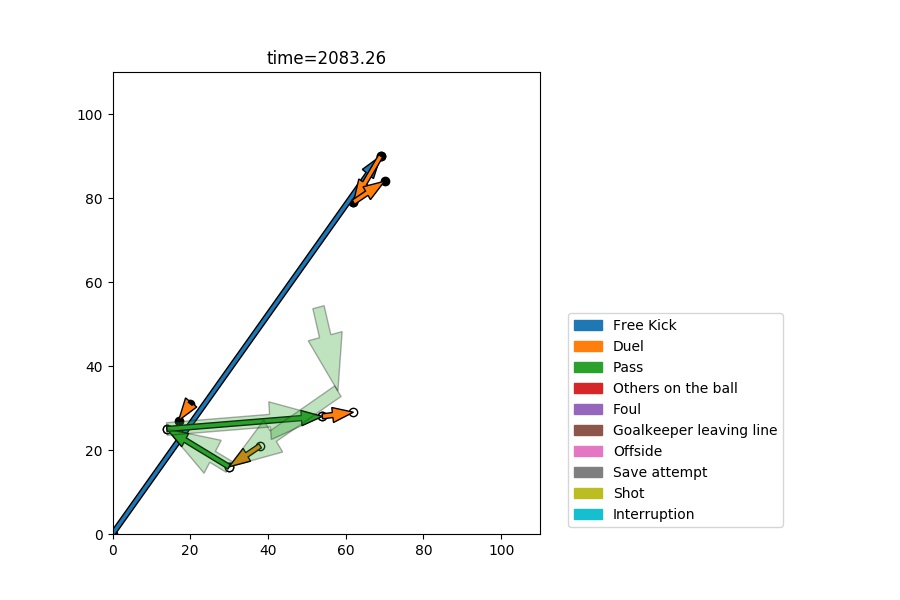 time=2083.26
100
80
60
40
20
0
0 20 40 60 80 100
Free Kick
Duel
Pass
Others on the ball
Foul
Goalkeeper leaving line
Offside
Save attempt
Shot
Interruption